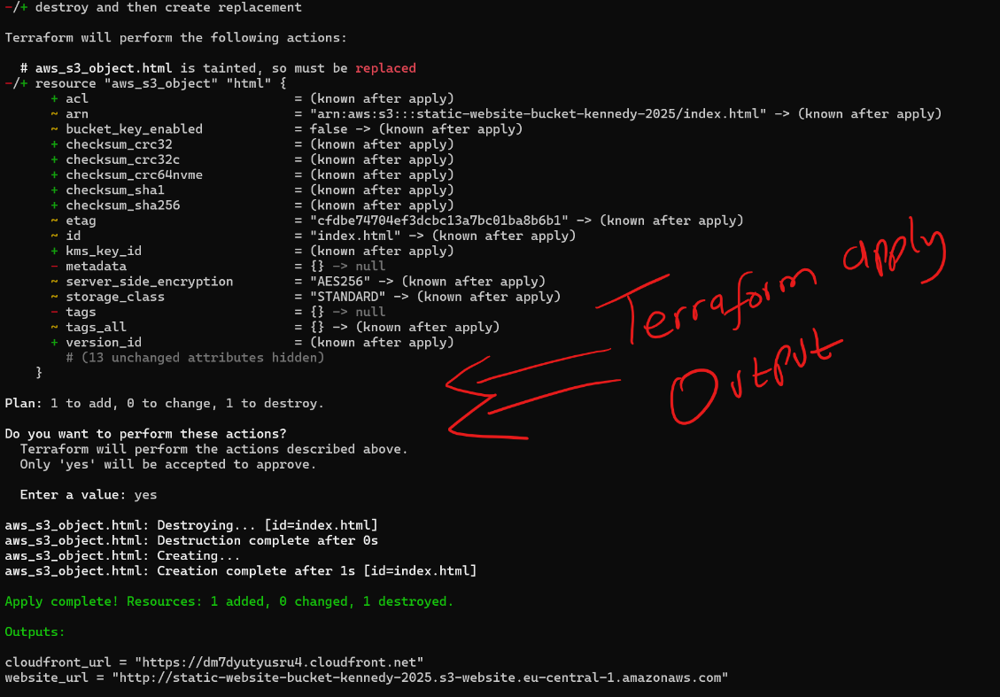 -/+ destroy and then create replacement
Terraform will perform the following actions:
# aws_s3_object.html is tainted, so must be replaced
-/+ resource "aws_s3_object" "html" {
+ acl = (known after apply)
~ arn = "arn:aws:s3:::static-website-bucket-kennedy-2025/index.html" -> (known after apply)
~ bucket_key_enabled = false -> (known after apply)
+ checksum_crc32 = (known after apply)
+ checksum_crc32c = (known after apply)
+ checksum_crc64nvme = (known after apply)
+ checksum_sha1 = (known after apply)
+ checksum_sha256 = (known after apply)
~ etag = "cfdbe74704ef3dcbc13a7bc01ba8b6b1" -> (known after apply)
~ id = "index.html" -> (known after apply)
+ kms_key_id = (known after apply)
- metadata = {} -> null
~ server_side_encryption = "AES256" -> (known after apply)
~ storage_class = "STANDARD" -> (known after apply)
- tags = {} -> null
~ tags_all = {} -> (known after apply)
+ version_id = (known after apply)
# (13 unchanged attributes hidden)
}
Terraform apply
Output
Plan: 1 to add, 0 to change, 1 to destroy.
Do you want to perform these actions?
Terraform will perform the actions described above.
Only 'yes' will be accepted to approve.
Enter a value: yes
aws_s3_object.html: Destroying... [id=index.html]
aws_s3_object.html: Destruction complete after 0s
aws_s3_object.html: Creating...
aws_s3_object.html: Creation complete after 1s [id=index.html]
Apply complete! Resources: 1 added, 0 changed, 1 destroyed.
Outputs:
cloudfront_url = "https://dm7dyutyusru4.cloudfront.net"
website_url = "http://static-website-bucket-kennedy-2025.s3-website.eu-central-1.amazonaws.com"